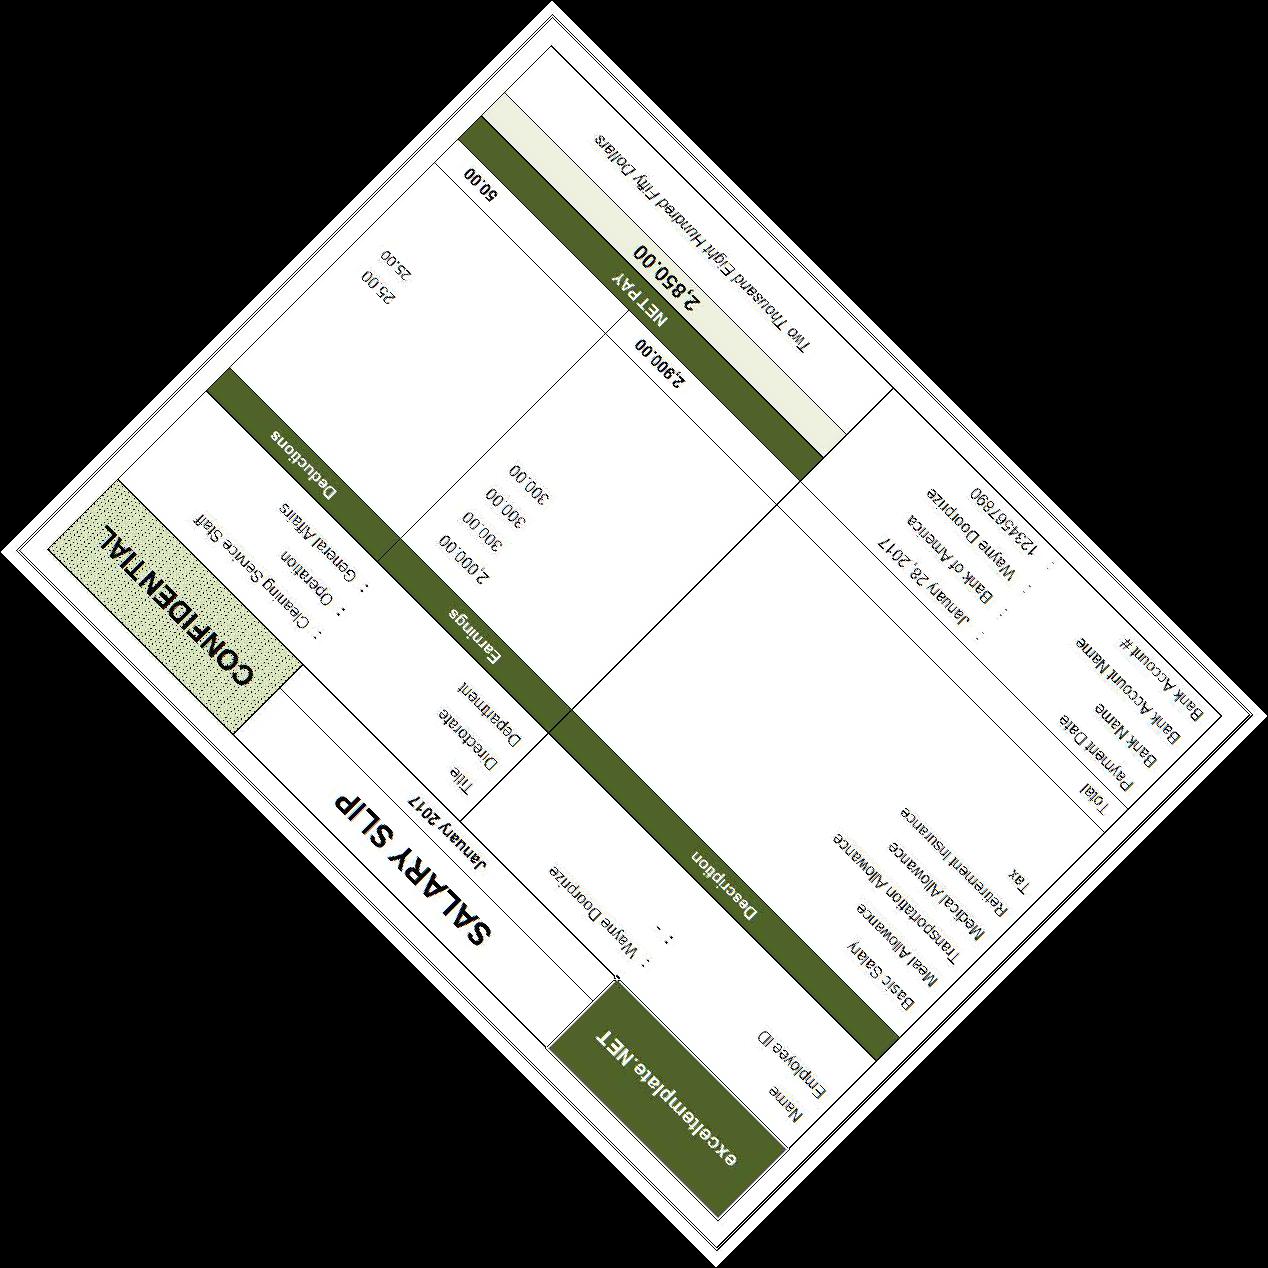 exceltemplate.NET
SALARY SLIP
January 2017
CONFIDENTIAL
Name : Wayne Doorprize
Employee ID : -
Title : Cleaning Service Staff
Directorate : Operation
Department : General Affairs
Description Earnings Deductions
Basic Salary 2,000.00
Meal Allowance 300.00
Transportation Allowance 300.00
Medical Allowance 300.00
Retirement Insurance 25.00
Tax 25.00
Total 2,900.00 50.00
Payment Date : January 28, 2017
Bank Name : Bank of America
Bank Account Name : Wayne Doorprize
Bank Account # : 1234567890
NET PAY
2,850.00
Two Thousand Eight Hundred Fifty Dollars